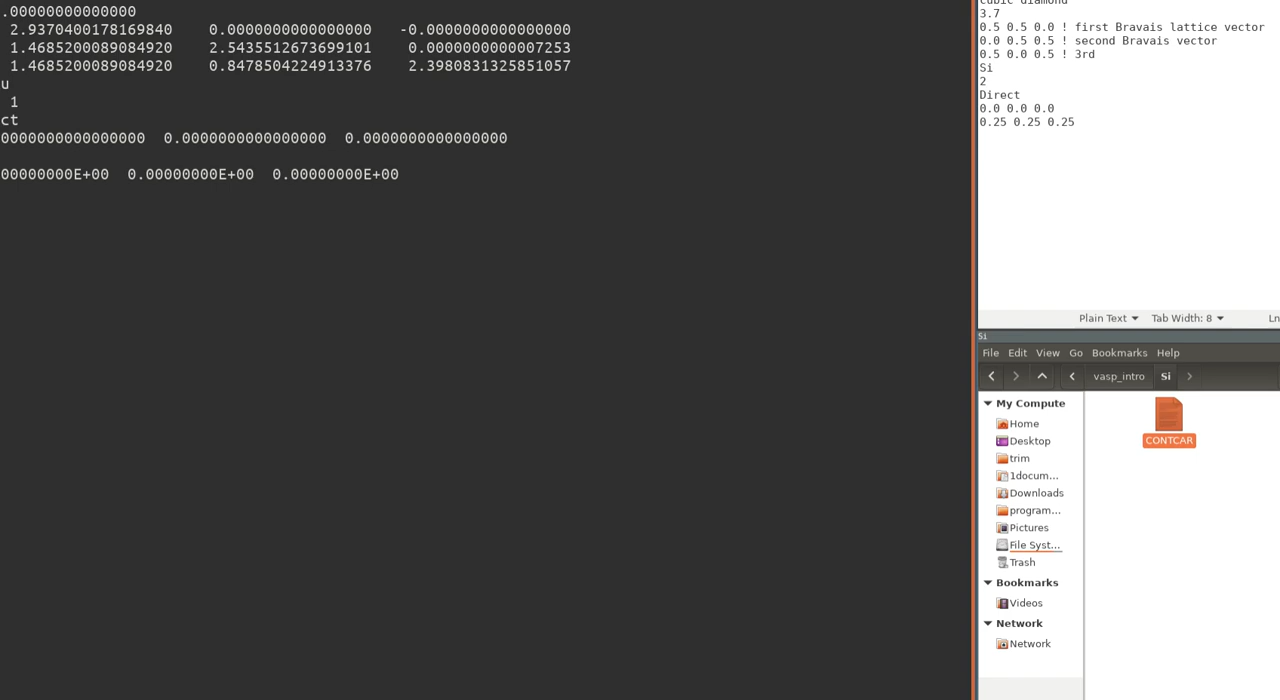 .00000000000000
2.9370400178169840 0.0000000000000000 -0.0000000000000000
1.4685200089084920 2.5435512673699101 0.0000000000007253
1.4685200089084920 0.8478504224913376 2.3980831325851057
u
1
ct
0000000000000000 0.0000000000000000 0.0000000000000000
00000000E+00 0.00000000E+00 0.00000000E+00
cubic diamond
3.7
0.5 0.5 0.0 ! first Bravais lattice vector
0.0 0.5 0.5 ! second Bravais vector
0.5 0.0 0.5 ! 3rd
Si
2
Direct
0.0 0.0 0.0
0.25 0.25 0.25
Plain Text Tab Width: 8 Ln
Si
File Edit View Go Bookmarks Help
vasp_intro Si
My Compute
Home
Desktop
trim
1docum...
Downloads
program...
Pictures
File Syst...
Trash
Bookmarks
Videos
Network
Network
CONTCAR